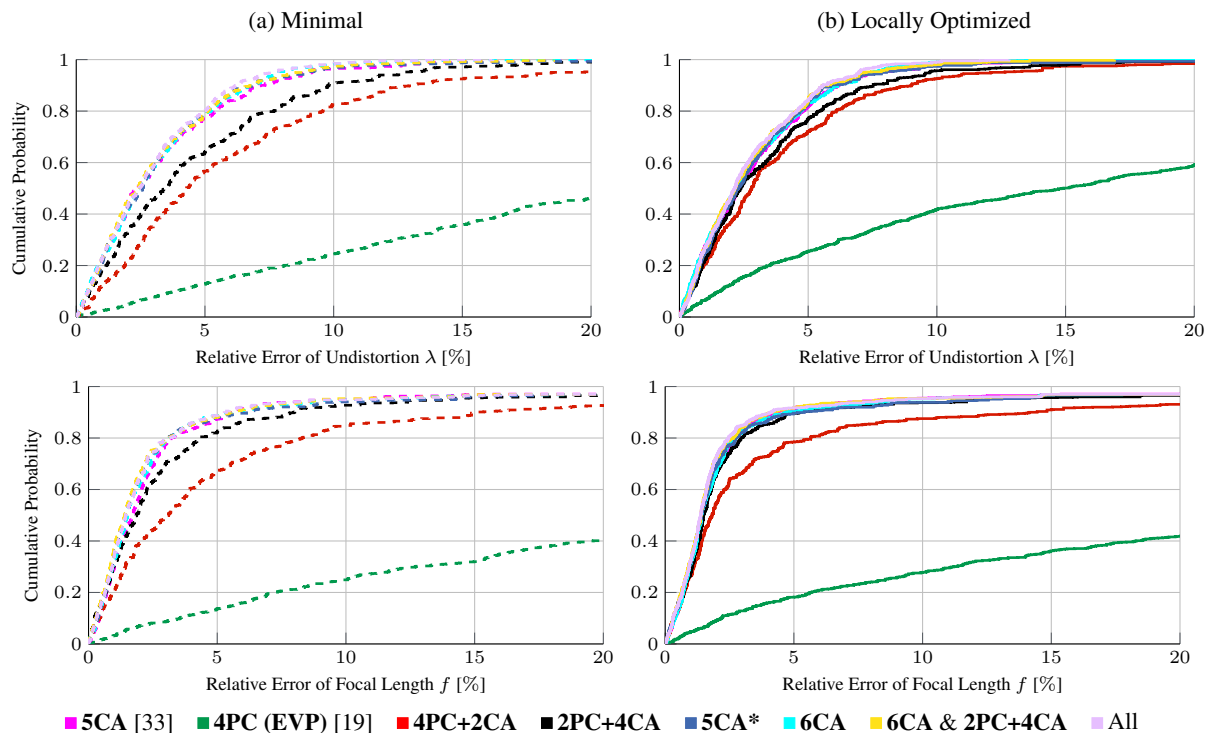 (a) Minimal
(b) Locally Optimized
Cumulative Probability
1
0.8
0.6
0.4
0.2
0
0 5 10 15 20
Relative Error of Undistortion λ [%]
1
0.8
0.6
0.4
0.2
0
0 5 10 15 20
Relative Error of Undistortion λ [%]
Cumulative Probability
1
0.8
0.6
0.4
0.2
0
0 5 10 15 20
Relative Error of Focal Length f [%]
1
0.8
0.6
0.4
0.2
0
0 5 10 15 20
Relative Error of Focal Length f [%]
5CA [33] 4PC (EVP) [19] 4PC+2CA 2PC+4CA 5CA* 6CA 6CA & 2PC+4CA All